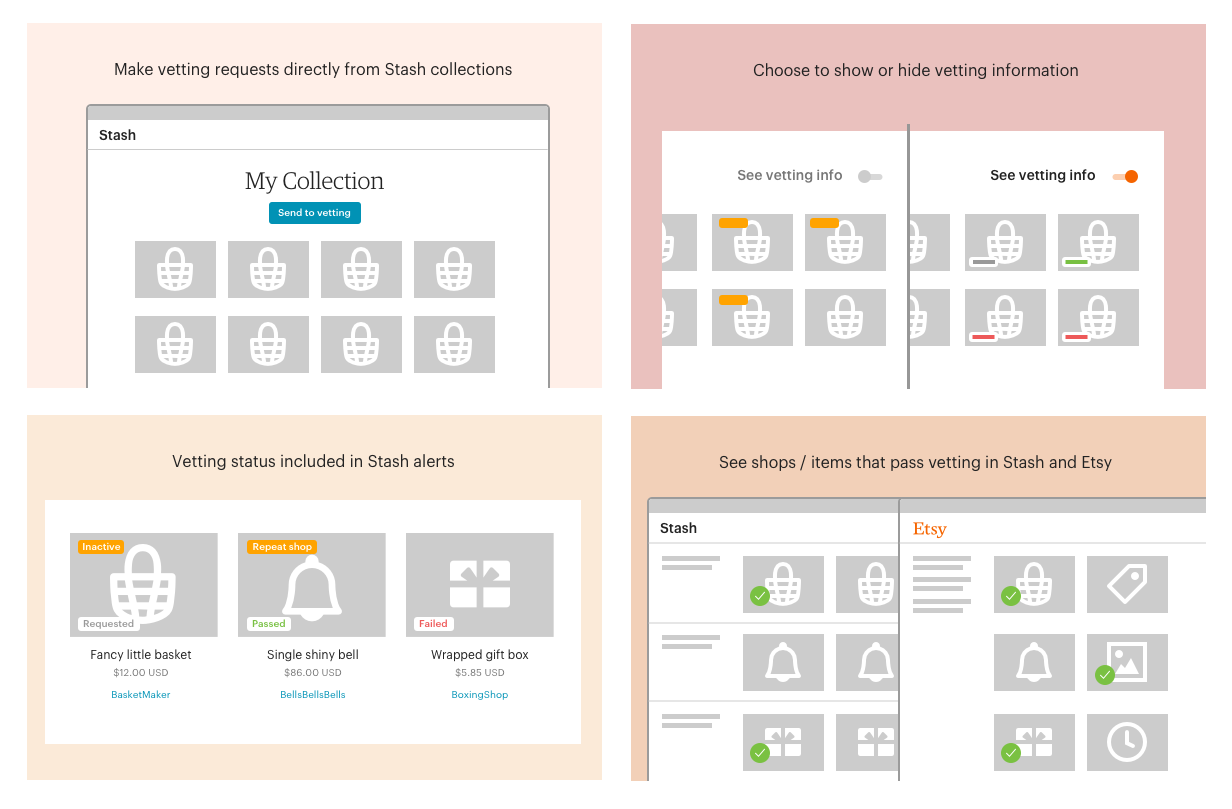 Make vetting requests directly from Stash collections
Stash
My Collection
Send to vetting
Choose to show or hide vetting information
See vetting info
See vetting info
Vetting status included in Stash alerts
Inactive
Requested
Fancy little basket
$12.00 USD
BasketMaker
Repeat shop
Passed
Single shiny bell
$86.00 USD
BellsBellsBells
Failed
Wrapped gift box
$5.85 USD
BoxingShop
See shops / items that pass vetting in Stash and Etsy
Stash
Etsy